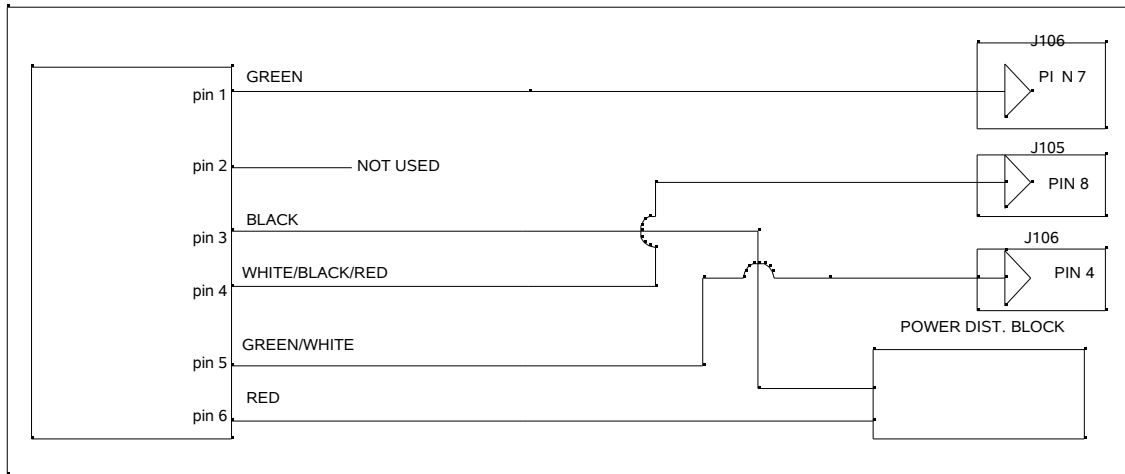 J106
GREEN
PI N 7
pin 1
J105
pin 2
NOT USED
PIN 8
BLACK
pin 3
J106
WHITE/BLACK/RED
PIN 4
pin 4
POWER DIST. BLOCK
GREEN/WHITE
pin 5
RED
pin 6